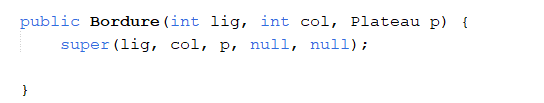 public Bordure(int lig, int col, Plateau p) {
    super(lig, col, p, null, null);
}